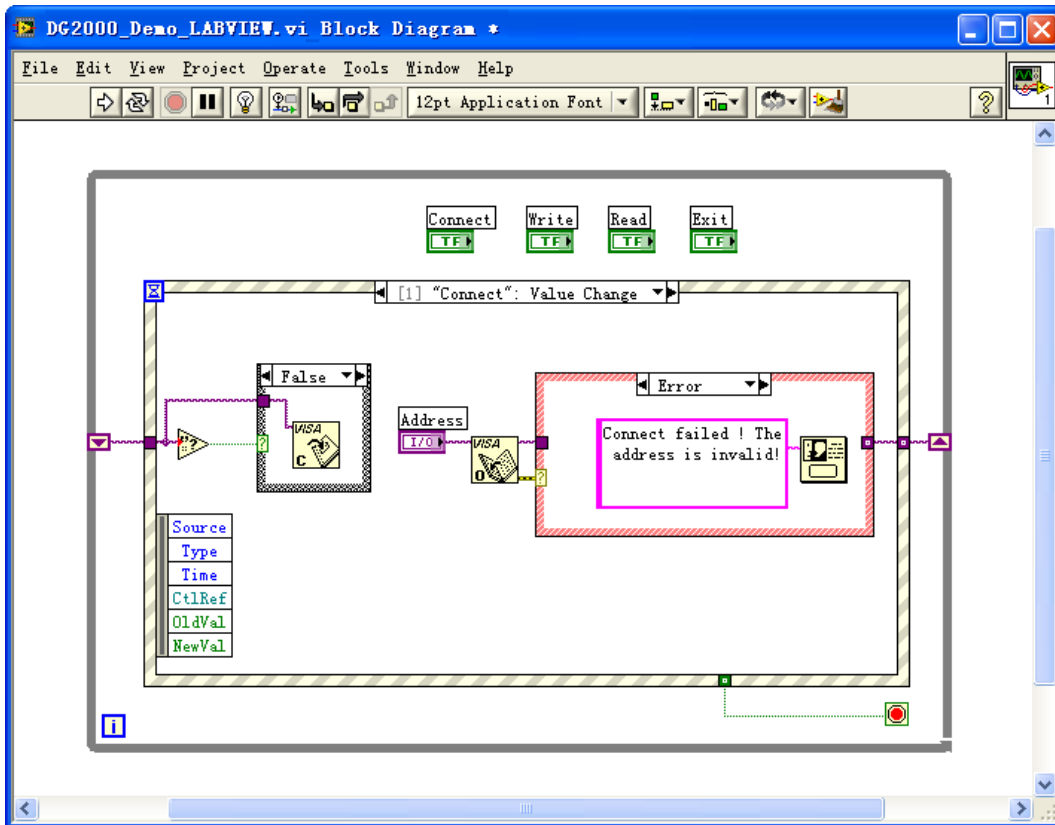 DG2000_Demo_LABVIEW.vi Block Diagram *
File Edit View Project Operate Tools Window Help
12pt Application Font
1
Connect Write Read Exit
TF TF TF TF
[1] "Connect": Value Change
False
Error
Address
I/O
VISA
C
VISA
O
Connect failed ! The
address is invalid!
Source
Type
Time
CtlRef
OldVal
NewVal
i